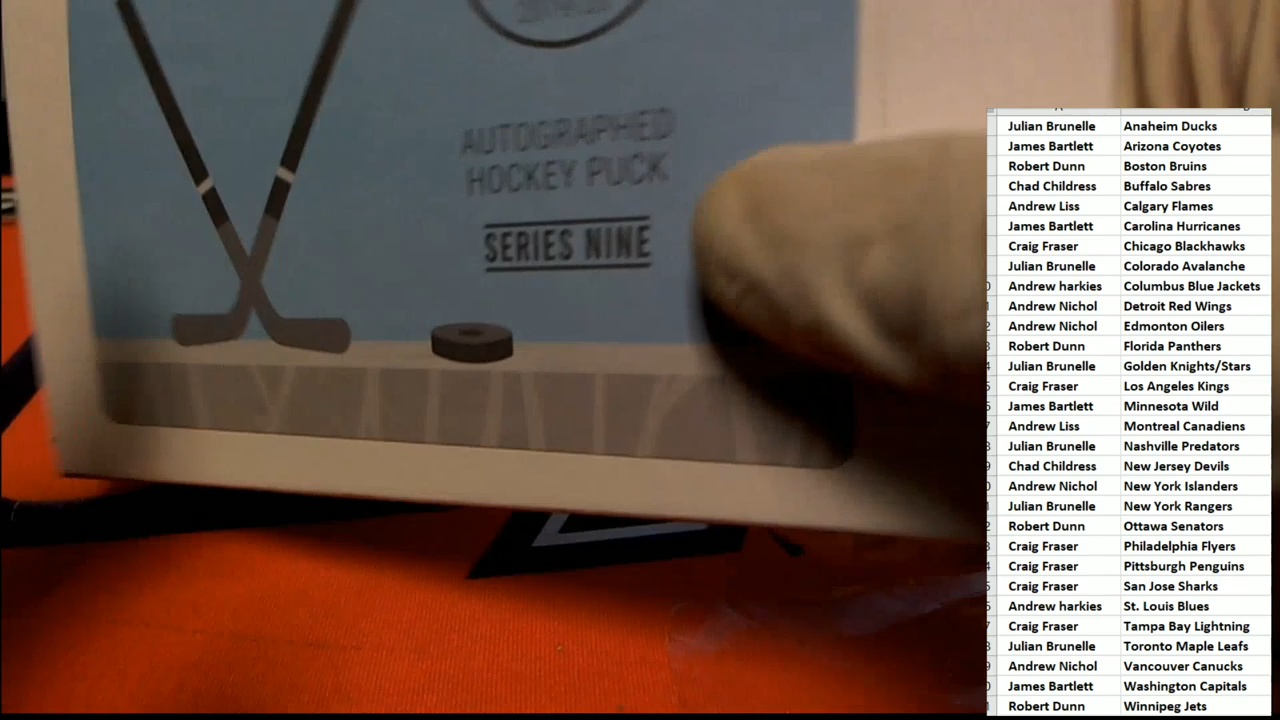 AUTOGRAPHED
HOCKEY PUCK
SERIES NINE
Julian Brunelle Anaheim Ducks
James Bartlett Arizona Coyotes
Robert Dunn Boston Bruins
Chad Childress Buffalo Sabres
Andrew Liss Calgary Flames
James Bartlett Carolina Hurricanes
Craig Fraser Chicago Blackhawks
Julian Brunelle Colorado Avalanche
Andrew harkies Columbus Blue Jackets
Andrew Nichol Detroit Red Wings
Andrew Nichol Edmonton Oilers
Robert Dunn Florida Panthers
Julian Brunelle Golden Knights/Stars
Craig Fraser Los Angeles Kings
James Bartlett Minnesota Wild
Andrew Liss Montreal Canadiens
Julian Brunelle Nashville Predators
Chad Childress New Jersey Devils
Andrew Nichol New York Islanders
Julian Brunelle New York Rangers
Robert Dunn Ottawa Senators
Craig Fraser Philadelphia Flyers
Craig Fraser Pittsburgh Penguins
Craig Fraser San Jose Sharks
Andrew harkies St. Louis Blues
Craig Fraser Tampa Bay Lightning
Julian Brunelle Toronto Maple Leafs
Andrew Nichol Vancouver Canucks
James Bartlett Washington Capitals
Robert Dunn Winnipeg Jets